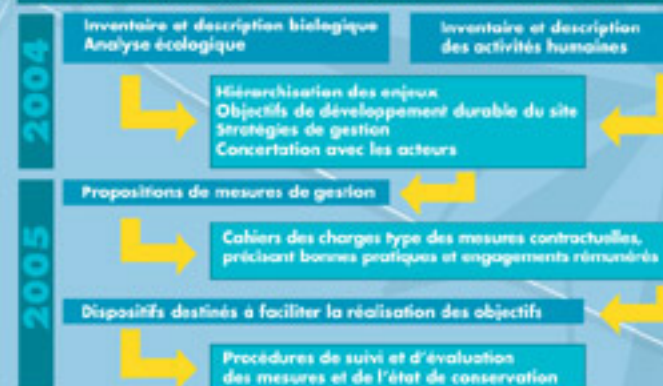 2004
Inventaire et description biologique
Analyse écologique
Inventaire et description
des activités humaines
Hiérarchisation des enjeux
Objectifs de développement durable du site
Stratégies de gestion
Concertation avec les acteurs
Propositions de mesures de gestion
2005
Cahiers des charges type des mesures contractuelles,
précisant bonnes pratiques et engagements rémunérés
Dispositifs destinés à faciliter la réalisation des objectifs
Procédures de suivi et d'évaluation
des mesures et de l'état de conservation